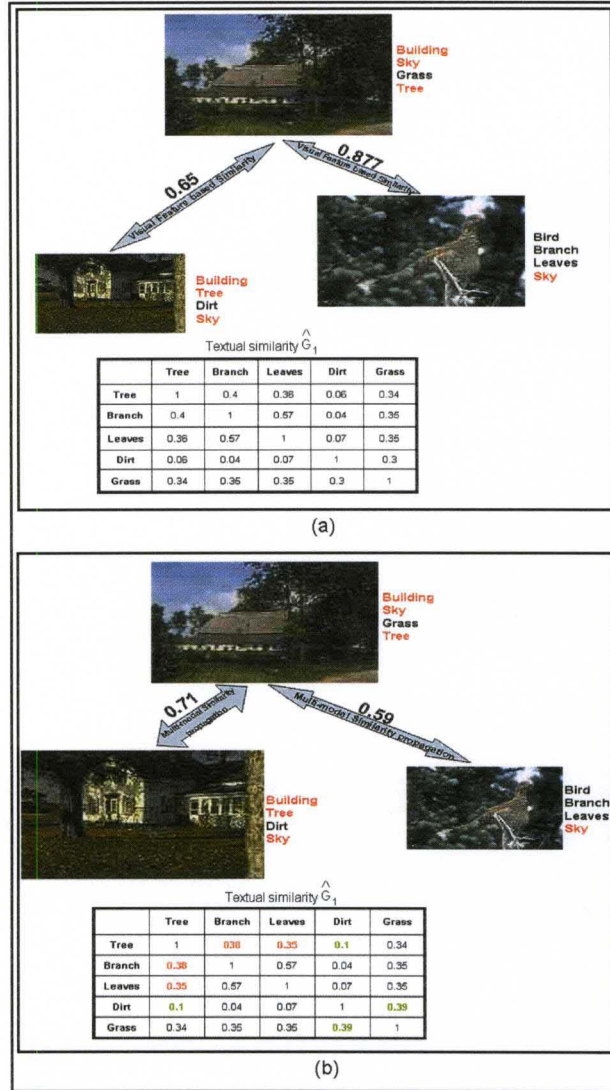 Building
Sky
Grass
Tree
0.65
Visual Feature based Similarity
0.877
Visual Feature based Similarity
Bird
Branch
Leaves
Sky
Building
Tree
Dirt
Sky
Textual similarity Ĝ1
Tree Branch Leaves Dirt Grass
Tree 1 0.4 0.36 0.06 0.34
Branch 0.4 1 0.57 0.04 0.35
Leaves 0.36 0.57 1 0.07 0.35
Dirt 0.06 0.04 0.07 1 0.3
Grass 0.34 0.35 0.35 0.3 1
(a)
Building
Sky
Grass
Tree
0.71
Multi-modal Similarity
propagation
0.59
Multi-modal Similarity propagation
Building
Tree
Dirt
Sky
Bird
Branch
Leaves
Sky
Textual similarity Ĝ1
Tree Branch Leaves Dirt Grass
Tree 1 038 0.35 0.1 0.34
Branch 0.38 1 0.57 0.04 0.35
Leaves 0.35 0.57 1 0.07 0.35
Dirt 0.1 0.04 0.07 1 0.39
Grass 0.34 0.35 0.35 0.39 1
(b)